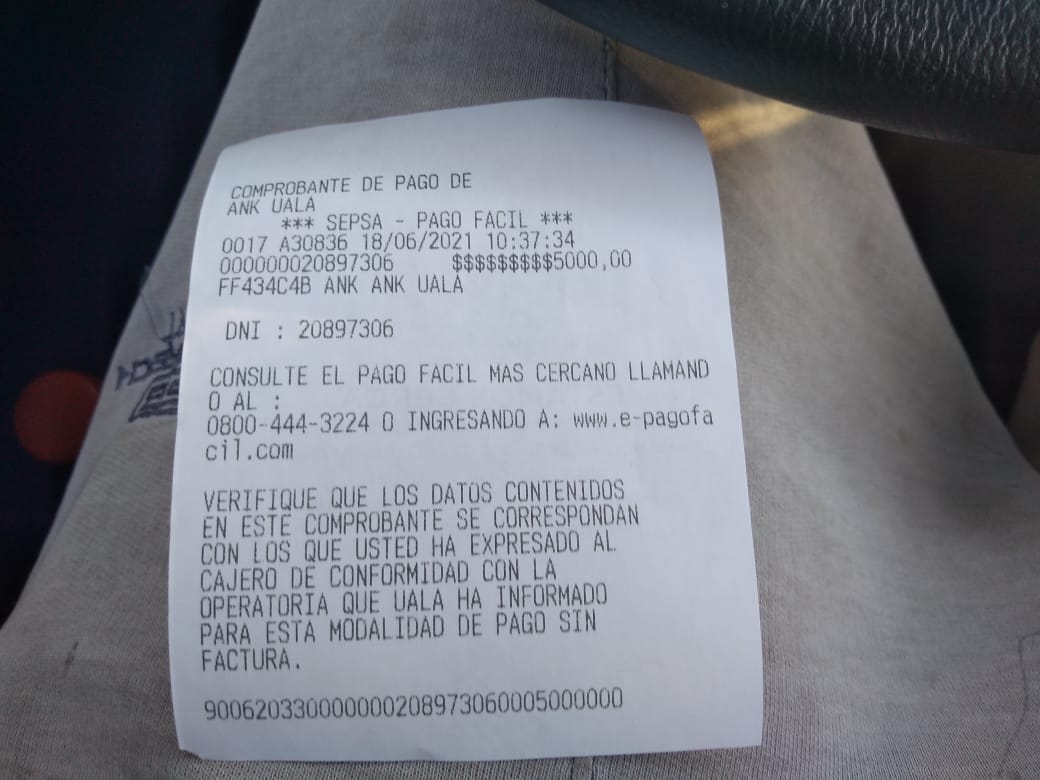 COMPROBANTE DE PAGO DE
ANK UALA
*** SEPSA - PAGO FACIL ***
0017 A30836 18/06/2021 10:37:34
000000020897306 $$$$$$$$$5000,00
FF434C4B ANK ANK UALA
DNI : 20897306
CONSULTE EL PAGO FACIL MAS CERCANO LLAMAND
O AL :
0800-444-3224 O INGRESANDO A: www.e-pagofa
cil.com
VERIFIQUE QUE LOS DATOS CONTENIDOS
EN ESTE COMPROBANTE SE CORRESPONDAN
CON LOS QUE USTED HA EXPRESADO AL
CAJERO DE CONFORMIDAD CON LA
OPERATORIA QUE UALA HA INFORMADO
PARA ESTA MODALIDAD DE PAGO SIN
FACTURA.
900620330000000208973060005000000